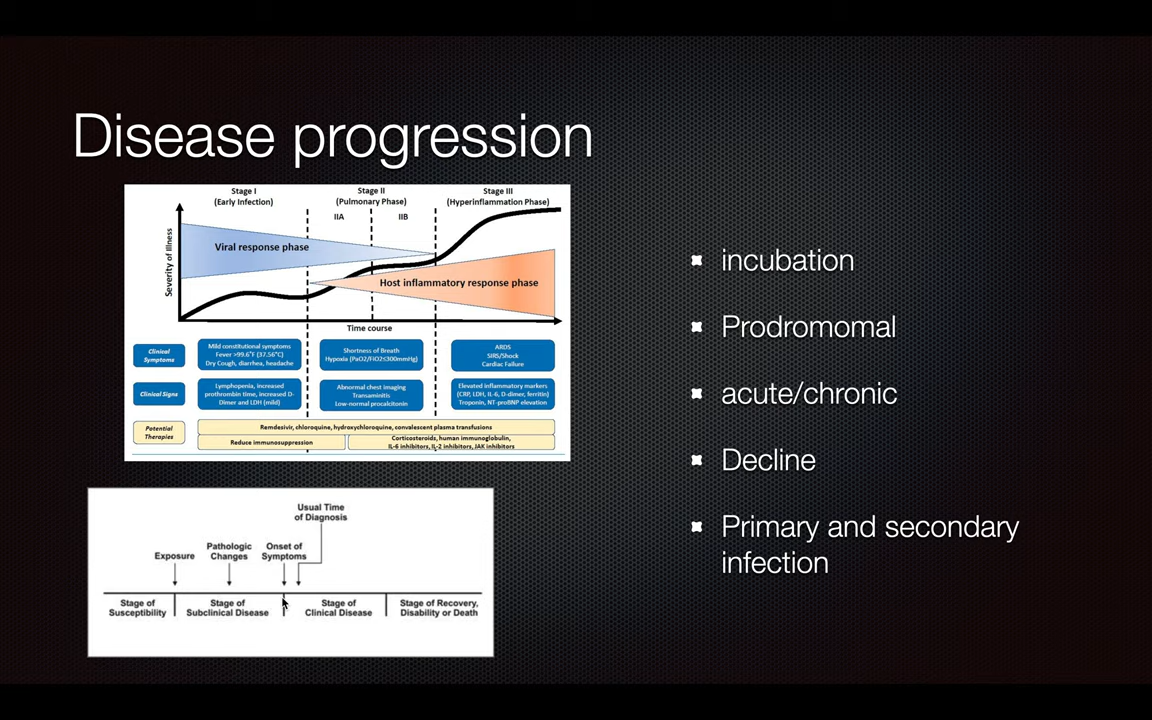 Disease progression
Stage I
(Early Infection)
Stage II
(Pulmonary Phase)
Stage III
(Hyperinflammation Phase)
IIA
IIB
Severity of Illness
Viral response phase
Host inflammatory response phase
Time course
Clinical
Symptoms
Mild constitutional symptoms
Fever >99.6°F (37.56°C)
Dry Cough, diarrhea, headache
Shortness of Breath
Hypoxia (PaO2/FiO2≤300mmHg)
ARDS
SIRS/Shock
Cardiac Failure
Clinical Signs
Lymphopenia, increased
prothrombin time, increased D-
Dimer and LDH (mild)
Abnormal chest imaging
Transaminitis
Low-normal procalcitonin
Elevated inflammatory markers
(CRP, LDH, IL-6, D-dimer, ferritin)
Troponin, NT-proBNP elevation
Potential
Therapies
Remdesivir, chloroquine, hydroxychloroquine, convalescent plasma transfusions
Reduce immunosuppression
Corticosteroids, human immunoglobulin,
IL-6 inhibitors, IL-2 inhibitors, JAK inhibitors
Usual Time
of Diagnosis
Exposure
Pathologic
Changes
Onset of
Symptoms
Stage of
Susceptibility
Stage of
Subclinical Disease
Stage of
Clinical Disease
Stage of Recovery,
Disability or Death
incubation
Prodromomal
acute/chronic
Decline
Primary and secondary
infection